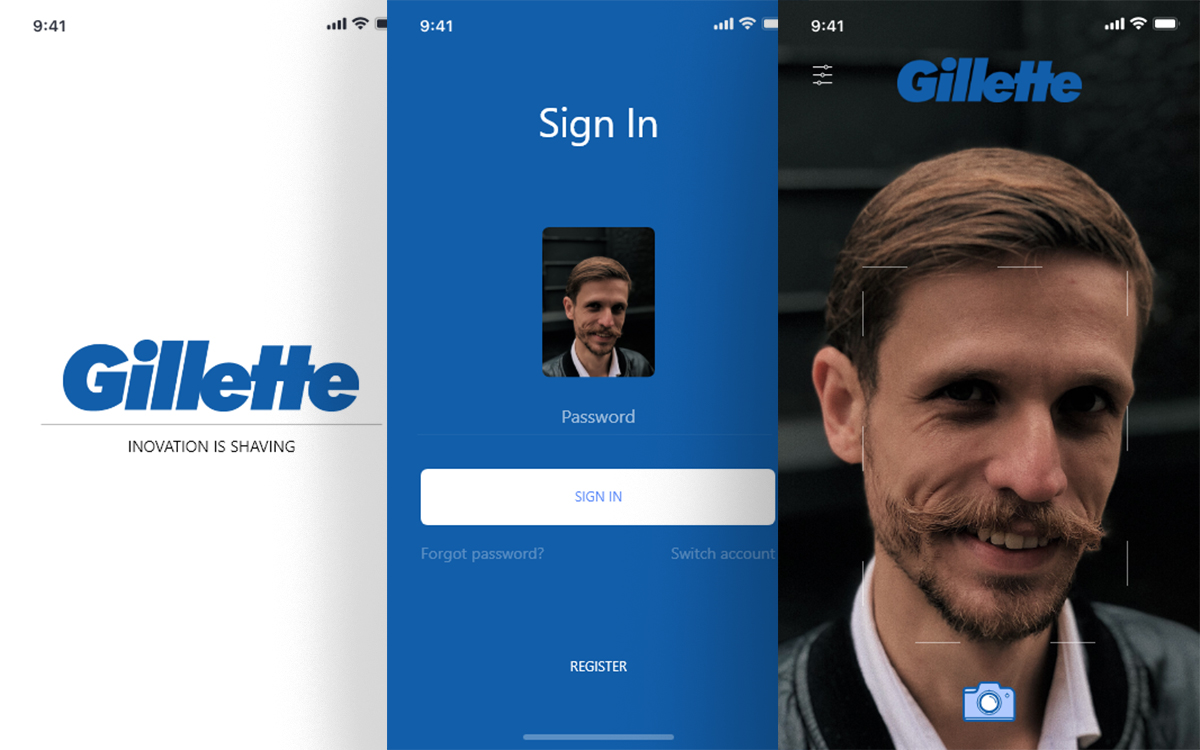 9:41
Gillette
INOVATION IS SHAVING
9:41
Sign In
Password
SIGN IN
Forgot password?
Switch account
REGISTER
9:41
Gillette